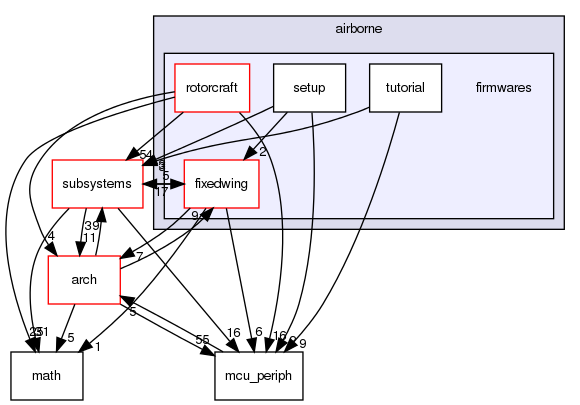 airborne
rotorcraft
setup
tutorial
firmwares
54
2
subsystems
5
fixedwing
17
39
9
4
11
7
arch
5
16
6
16
9
5
1
55
math
mcu_periph